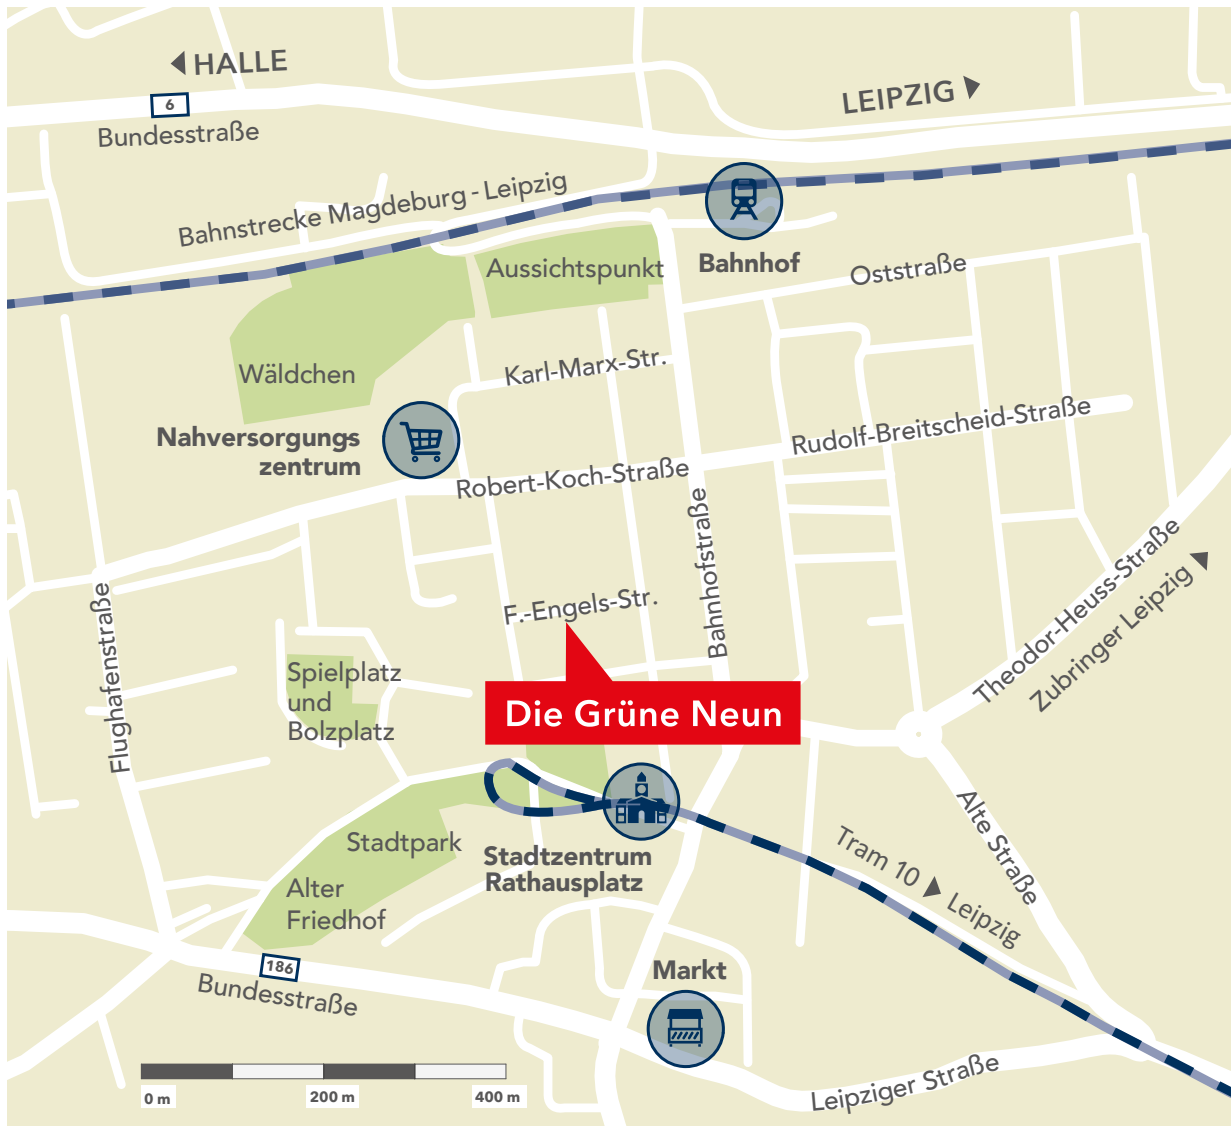 HALLE
6
Bundesstraße
LEIPZIG
Bahnstrecke Magdeburg - Leipzig
Aussichtspunkt
Bahnhof
Oststraße
Wäldchen
Karl-Marx-Str.
Nahversorgungs
zentrum
Rudolf-Breitscheid-Straße
Robert-Koch-Straße
Bahnhofstraße
Theodor-Heuss-Straße
Zubringer Leipzig
Flughafenstraße
F.-Engels-Str.
Spielplatz
und
Bolzplatz
Die Grüne Neun
Stadtpark
Stadtzentrum
Rathausplatz
Alte Straße
Tram 10
Leipzig
Alter
Friedhof
186
Bundesstraße
Markt
Leipziger Straße
0 m
200 m
400 m